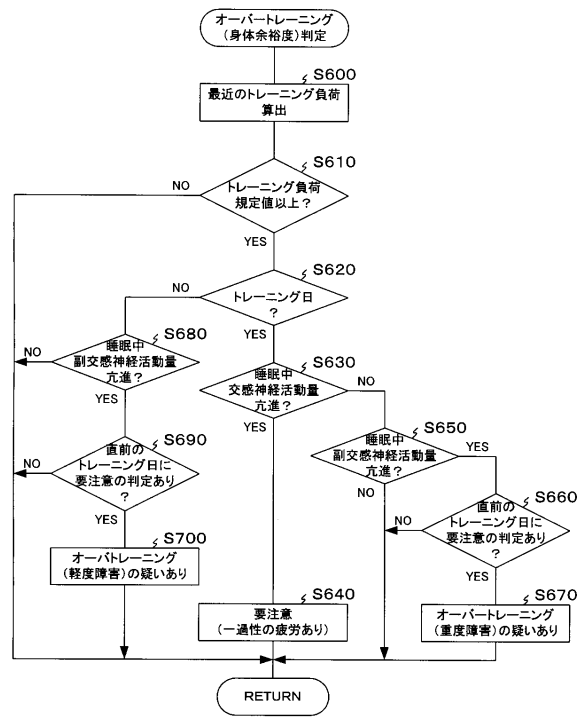 オーバートレーニング
(身体余裕度)判定
S600
最近のトレーニング負荷
算出
S610
NO
トレーニング負荷
規定値以上?
YES
S620
NO
トレーニング日
?
YES
S680
睡眠中
副交感神経活動量
亢進?
NO
YES
S630
睡眠中
交感神経活動量
亢進?
NO
YES
S650
睡眠中
副交感神経活動量
亢進?
YES
NO
S690
直前の
トレーニング日に
要注意の判定あり
?
NO
YES
S660
直前の
トレーニング日に
要注意の判定あり
?
NO
YES
S700
オーバトレーニング
(軽度障害)の疑いあり
S640
要注意
(一過性の疲労あり)
S670
オーバートレーニング
(重度障害)の疑いあり
RETURN